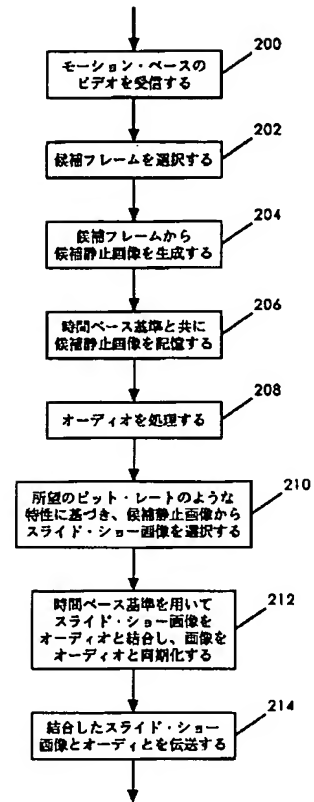 200
モーション・ベースの
ビデオを受信する
202
候補フレームを選択する
204
候補フレームから
候補静止画像を生成する
206
時間ベース基準と共に
候補静止画像を記憶する
208
オーディオを処理する
210
所望のビット・レートのような
特性に基づき、候補静止画像から
スライド・ショー画像を選択する
212
時間ベース基準を用いて
スライド・ショー画像を
オーディオと結合し、画像を
オーディオと同期化する
214
結合したスライド・ショー
画像とオーディとを伝送する